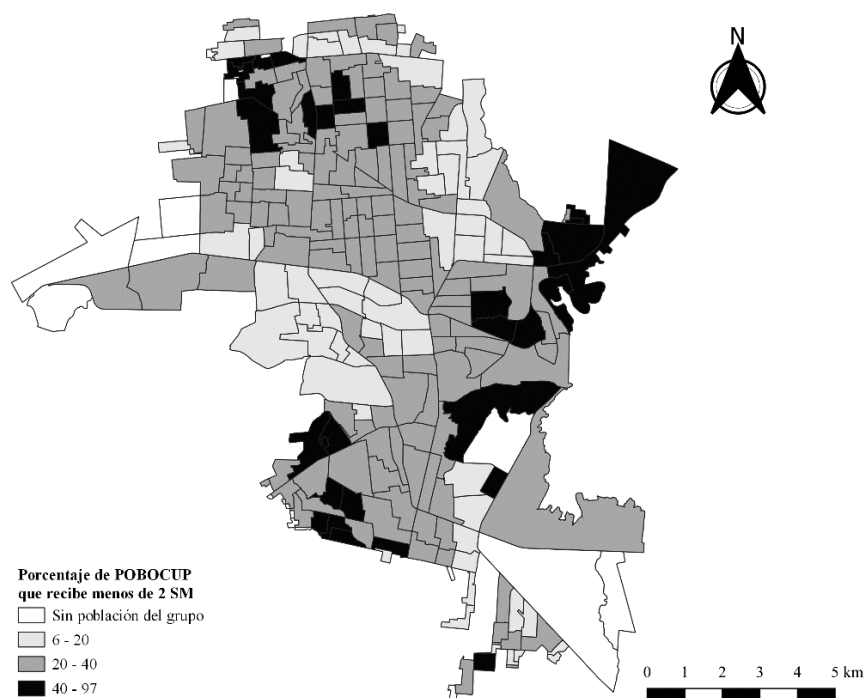 N
Porcentaje de POBOCUP
que recibe menos de 2 SM
Sin población del grupo
6 - 20
20 - 40
40 - 97
0 1 2 3 4 5 km